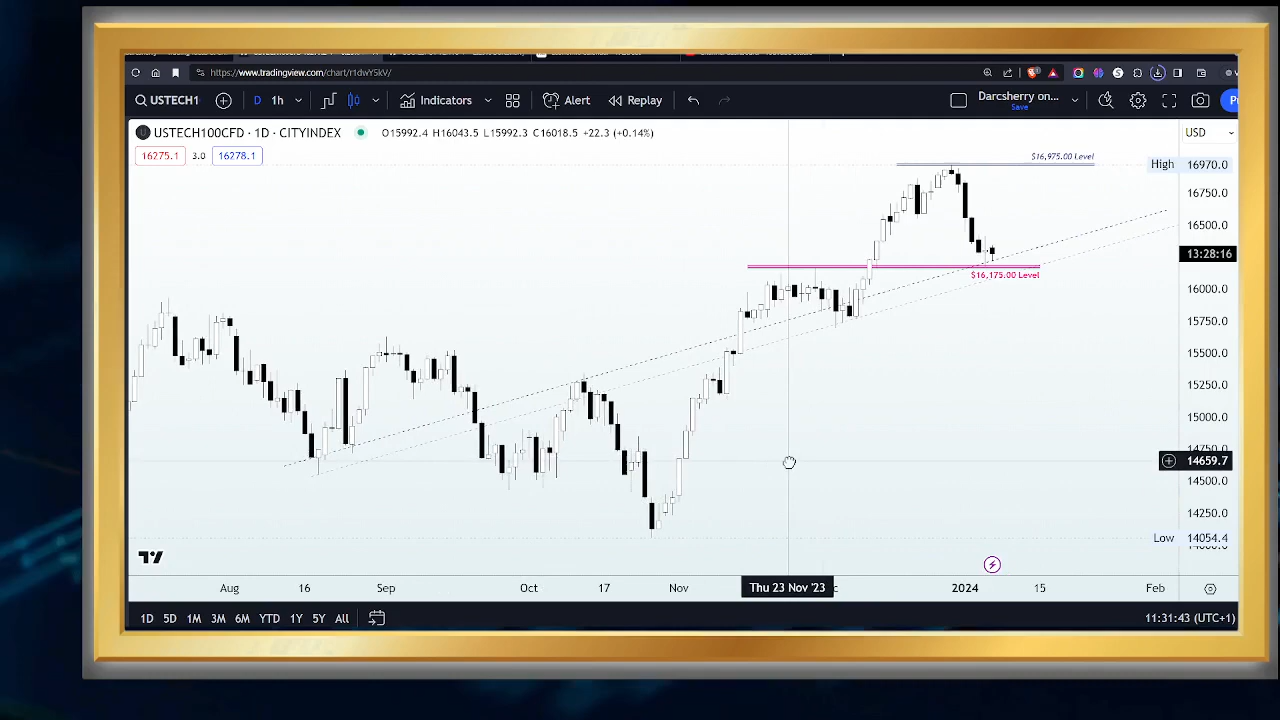 https://www.tradingview.com/chart/r1dwY5kV/
USTECH1 D 1h Indicators Alert Replay Darcsherry on...
Save
USTECH100CFD · 1D · CITYINDEX O15992.4 H16043.5 L15992.3 C16018.5 +22.3 (+0.14%) USD
16275.1 3.0 16278.1
$16,975.00 Level
High 16970.0
16750.0
16500.0
13:28:16
$16,175.00 Level
16000.0
15750.0
15500.0
15250.0
15000.0
14659.7
14500.0
14250.0
Low 14054.4
Aug 16 Sep Oct 17 Nov Thu 23 Nov '23 2024 15 Feb
1D 5D 1M 3M 6M YTD 1Y 5Y All 11:31:43 (UTC+1)